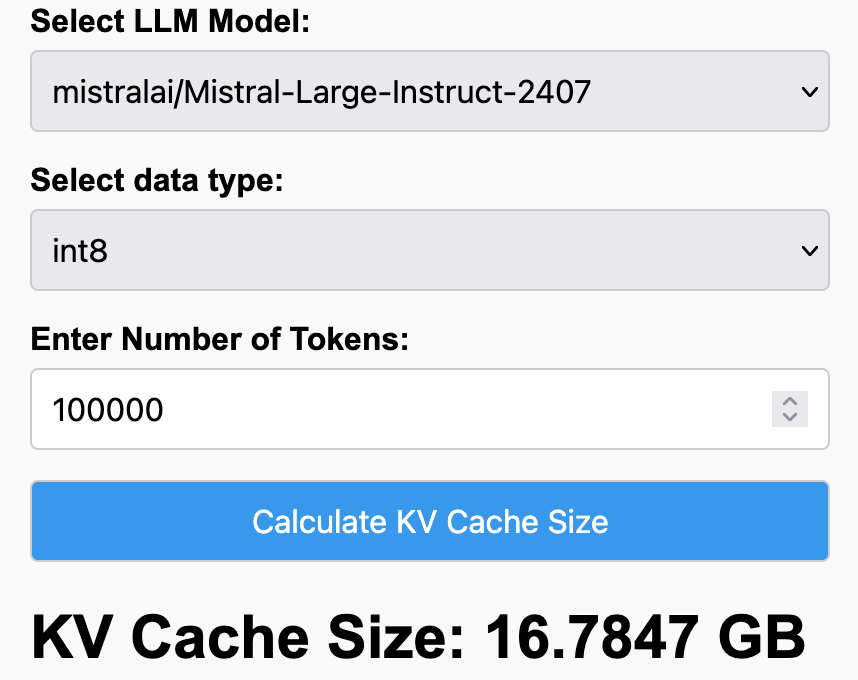 Select LLM Model:
mistralai/Mistral-Large-Instruct-2407
Select data type:
int8
Enter Number of Tokens:
100000
Calculate KV Cache Size
KV Cache Size: 16.7847 GB